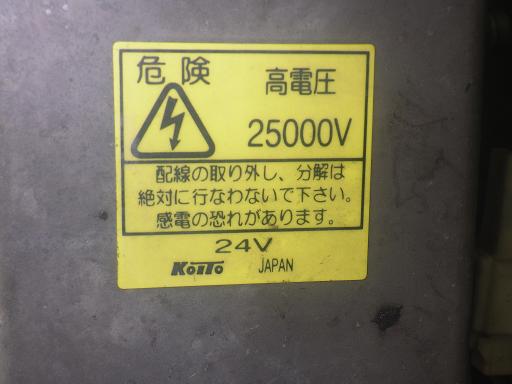 危険 高電圧
25000V
配線の取り外し、分解は
絶対に行なわないで下さい。
感電の恐れがあります。
24V
KOITO JAPAN